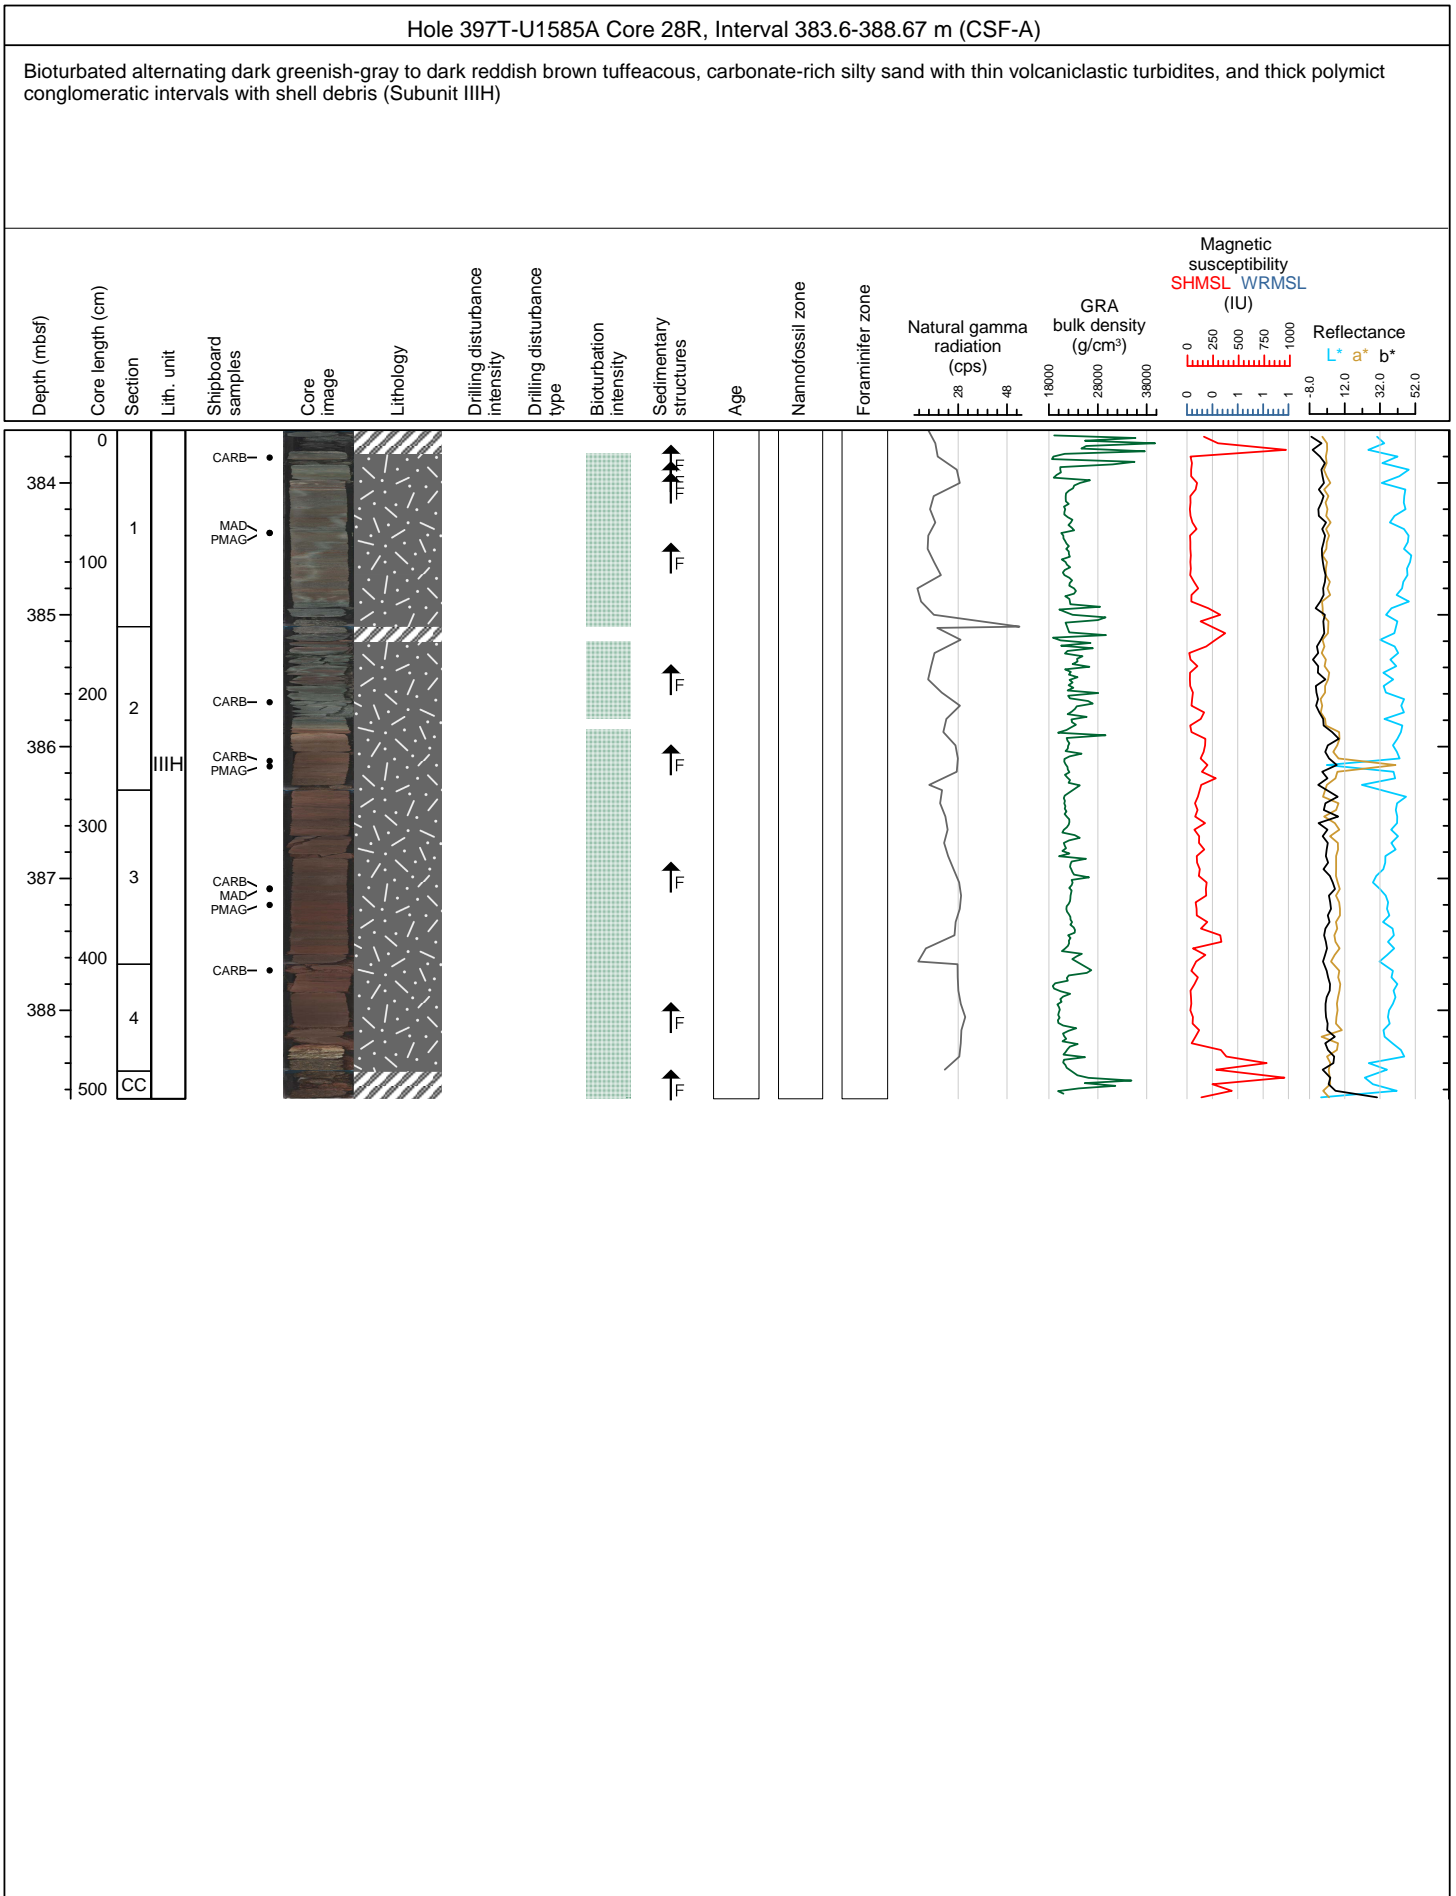 Hole 397T-U1585A Core 28R, Interval 383.6-388.67 m (CSF-A)
Bioturbated alternating dark greenish-gray to dark reddish brown tuffeacous, carbonate-rich silty sand with thin volcaniclastic turbidites, and thick polymict
conglomeratic intervals with shell debris (Subunit IIIH)
Depth (mbsf)
Core length (cm)
Section
Lith. unit
Shipboard
samples
Core
image
Lithology
Drilling disturbance
intensity
Drilling disturbance
type
Bioturbation
intensity
Sedimentary
structures
Age
Nannofossil zone
Foraminifer zone
Natural gamma
radiation
(cps)
28 48
GRA
bulk density
(g/cm³)
18000 28000 38000
Magnetic
susceptibility
SHMSL WRMSL
(IU)
0 250 500 750 1000
0 0 1 1 1
Reflectance
L* a* b*
-8.0 12.0 32.0 52.0
0
CARB
F
F
384
F
1
MAD
PMAG
100
F
385
200
2
CARB
F
386
CARB
PMAG
IIIH
F
300
3
387
CARB
MAD
PMAG
F
400
CARB
388
4
F
500
CC
F